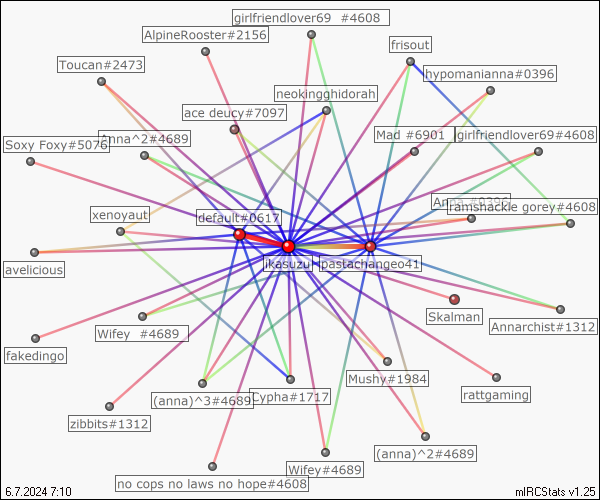 girlfriendlover69 #4608
AlpineRooster#2156
frisout
Toucan#2473
hypomanianna#0396
neokingghidorah
ace deucy#7097
Mad #6901
girlfriendlover69#4608
Anna^2#4689
Soxy Foxy#5076
#0396
ramshackle gorey#4608
xenoyaut
default#0617
ikasuzu
pastachangeo41
avelicious
Skalman
Annarchist#1312
Wifey #4689
fakedingo
Mushy#1984
rattgaming
(anna)^3#4689
Cypha#1717
zibbits#1312
(anna)^2#4689
Wifey#4689
no cops no laws no hope#4608
6.7.2024 7:10
mIRCStats v1.25